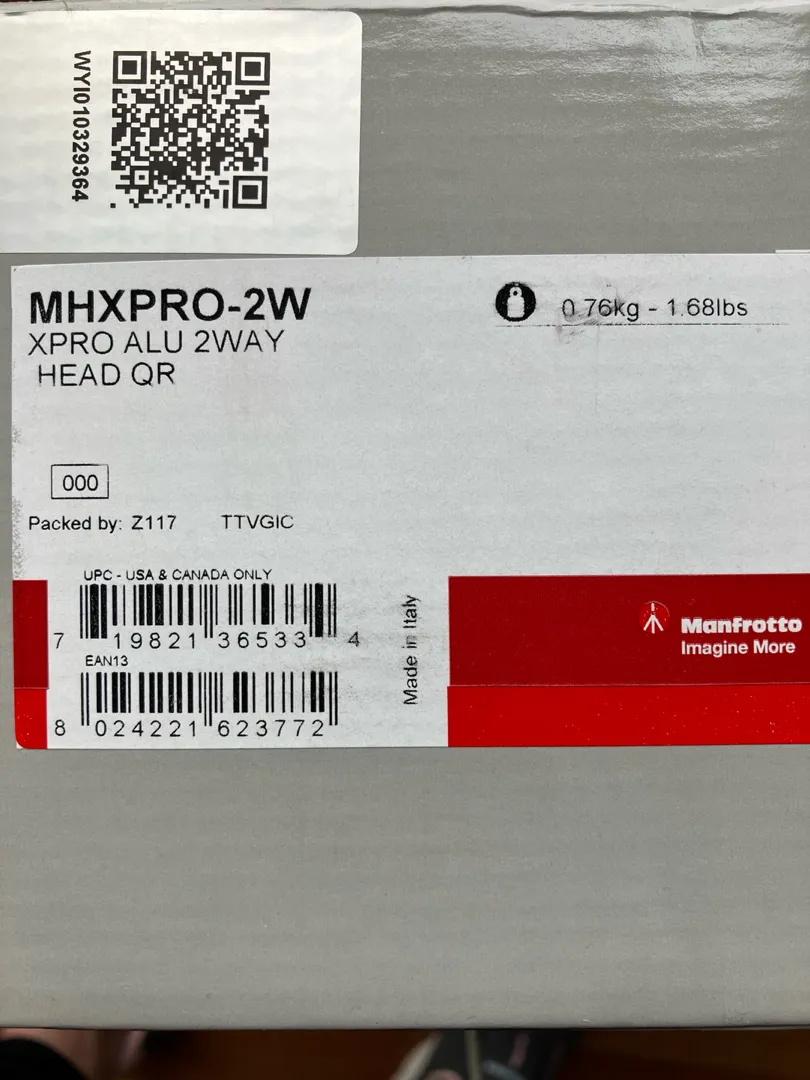 WYI010329364
MHXPRO-2W
XPRO ALU 2WAY
HEAD QR
0.76kg - 1.68lbs
000
Packed by: Z117 TTVGIC
UPC - USA & CANADA ONLY
7 19821 36533 4
EAN13
8 024221 623772
Made in Italy
Manfrotto
Imagine More